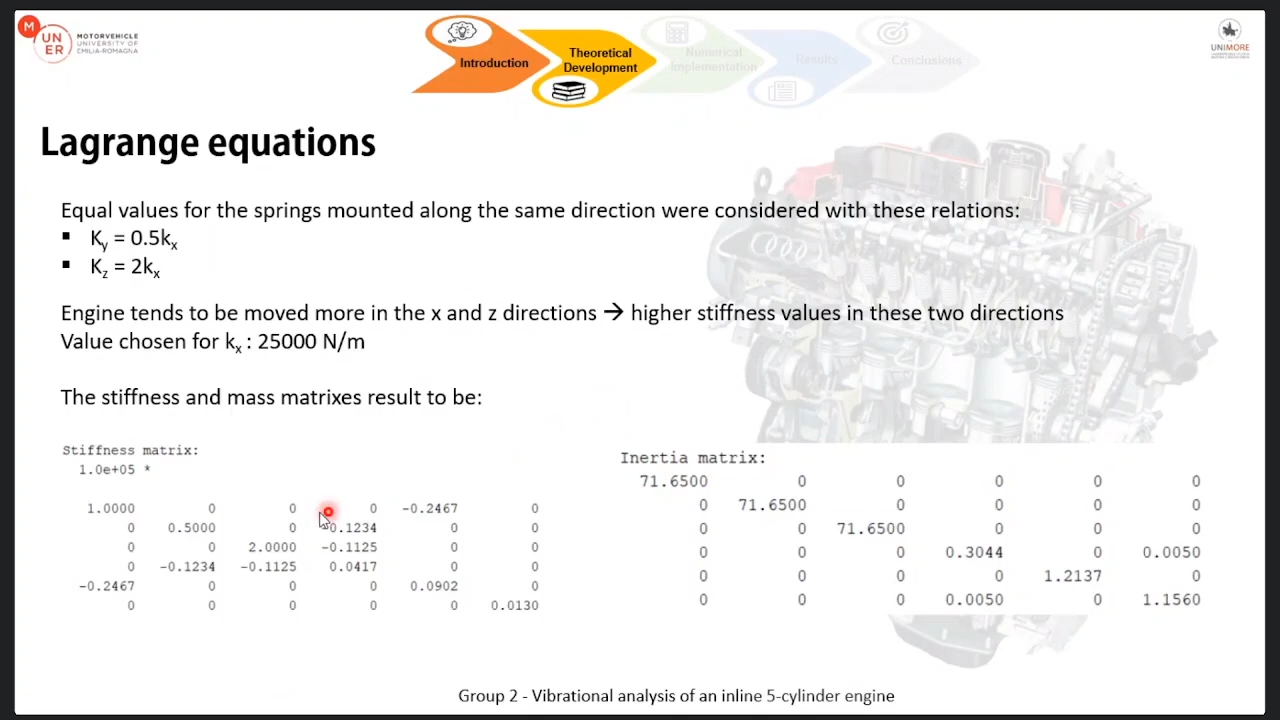 M
UN
ER
MOTORVEHICLE
UNIVERSITY OF
EMILIA-ROMAGNA
Introduction
Theoretical
Development
Numerical
Implementation
Results
Conclusions
UNIMORE
Lagrange equations
Equal values for the springs mounted along the same direction were considered with these relations:
▪ Ky = 0.5kx
▪ Kz = 2kx
Engine tends to be moved more in the x and z directions → higher stiffness values in these two directions
Value chosen for kx : 25000 N/m
The stiffness and mass matrixes result to be:
Stiffness matrix:
1.0e+05 *
1.0000 0 0 0 -0.2467 0
0 0.5000 0 -0.1234 0 0
0 0 2.0000 -0.1125 0 0
0 -0.1234 -0.1125 0.0417 0 0
-0.2467 0 0 0 0.0902 0
0 0 0 0 0 0.0130
Inertia matrix:
71.6500 0 0 0 0 0
0 71.6500 0 0 0 0
0 0 71.6500 0 0 0
0 0 0 0.3044 0 0.0050
0 0 0 0 1.2137 0
0 0 0 0.0050 0 1.1560
Group 2 - Vibrational analysis of an inline 5-cylinder engine